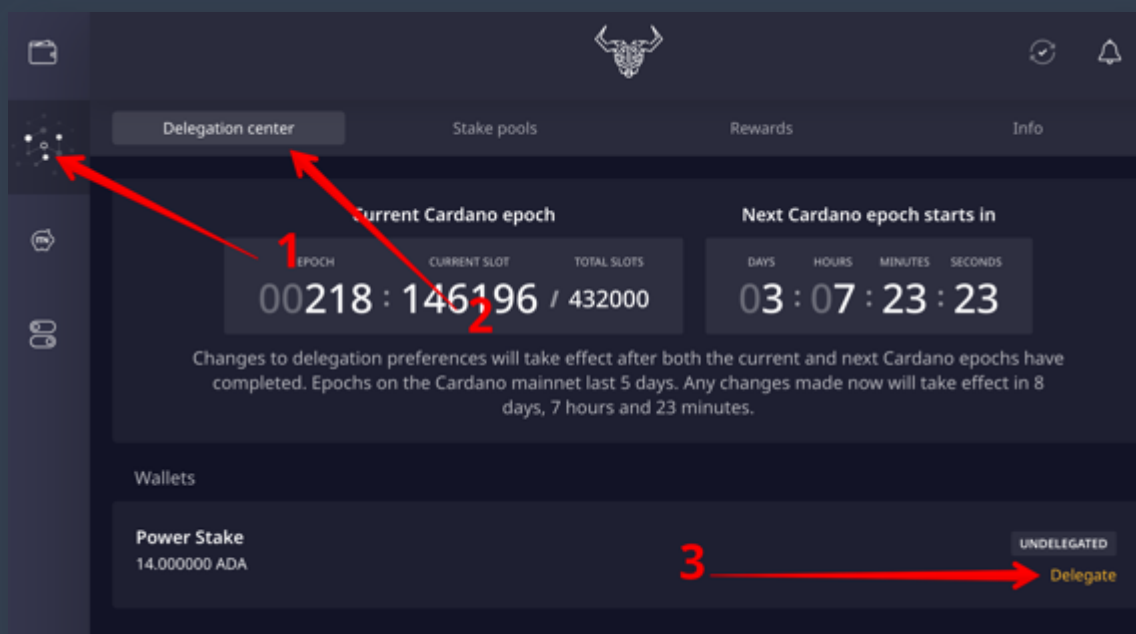 Delegation center Stake pools Rewards Info
Current Cardano epoch Next Cardano epoch starts in
1
EPOCH CURRENT SLOT TOTAL SLOTS DAYS HOURS MINUTES SECONDS
00218 : 146196 / 432000 03 : 07 : 23 : 23
2
Changes to delegation preferences will take effect after both the current and next Cardano epochs have
completed. Epochs on the Cardano mainnet last 5 days. Any changes made now will take effect in 8
days, 7 hours and 23 minutes.
Wallets
Power Stake
UNDELEGATED
14.000000 ADA
3
Delegate